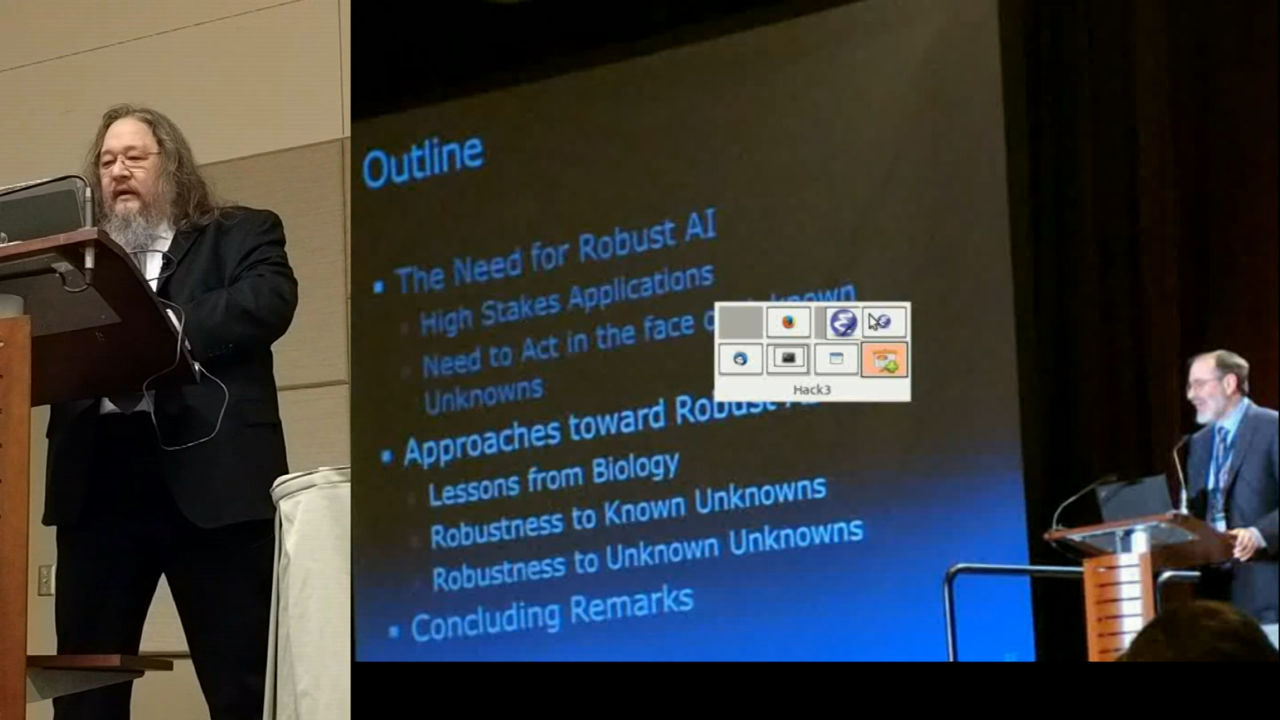 Outline
The Need for Robust AI
High Stakes Applications
Need to Act in the face
Unknowns
Approaches toward Robust
Lessons from Biology
Robustness to Known Unknowns
Robustness to Unknown Unknowns
Concluding Remarks
Hack3